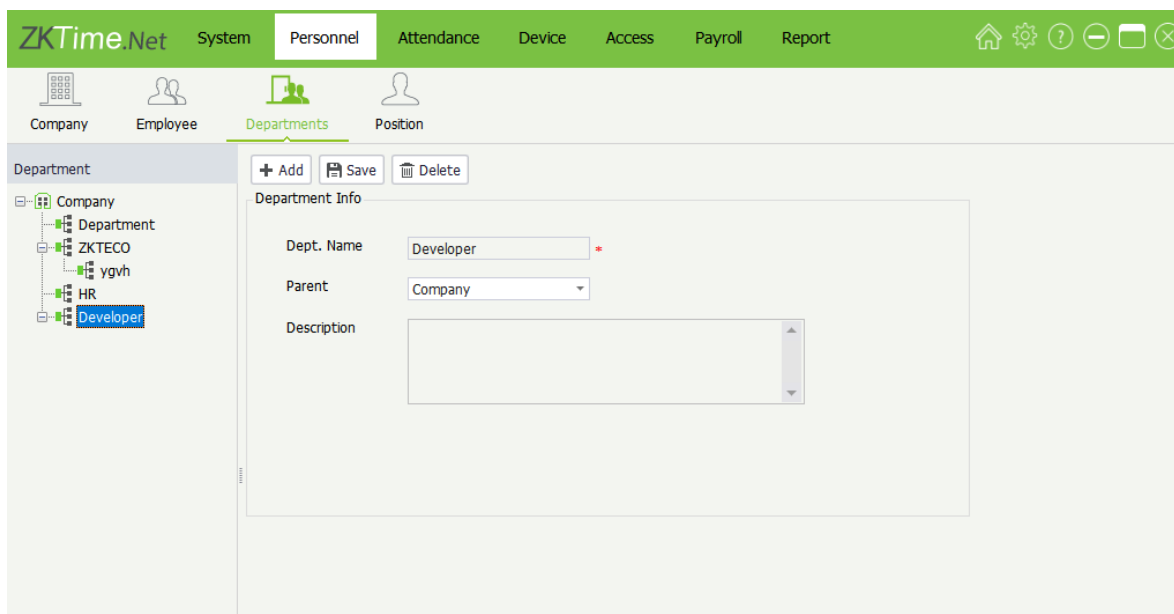 ZKTime.Net System Personnel Attendance Device Access Payroll Report
Company Employee Departments Position
Department
Add Save Delete
Company
Department
ZKTECO
ygvh
HR
Developer
Department Info
Dept. Name Developer *
Parent Company
Description